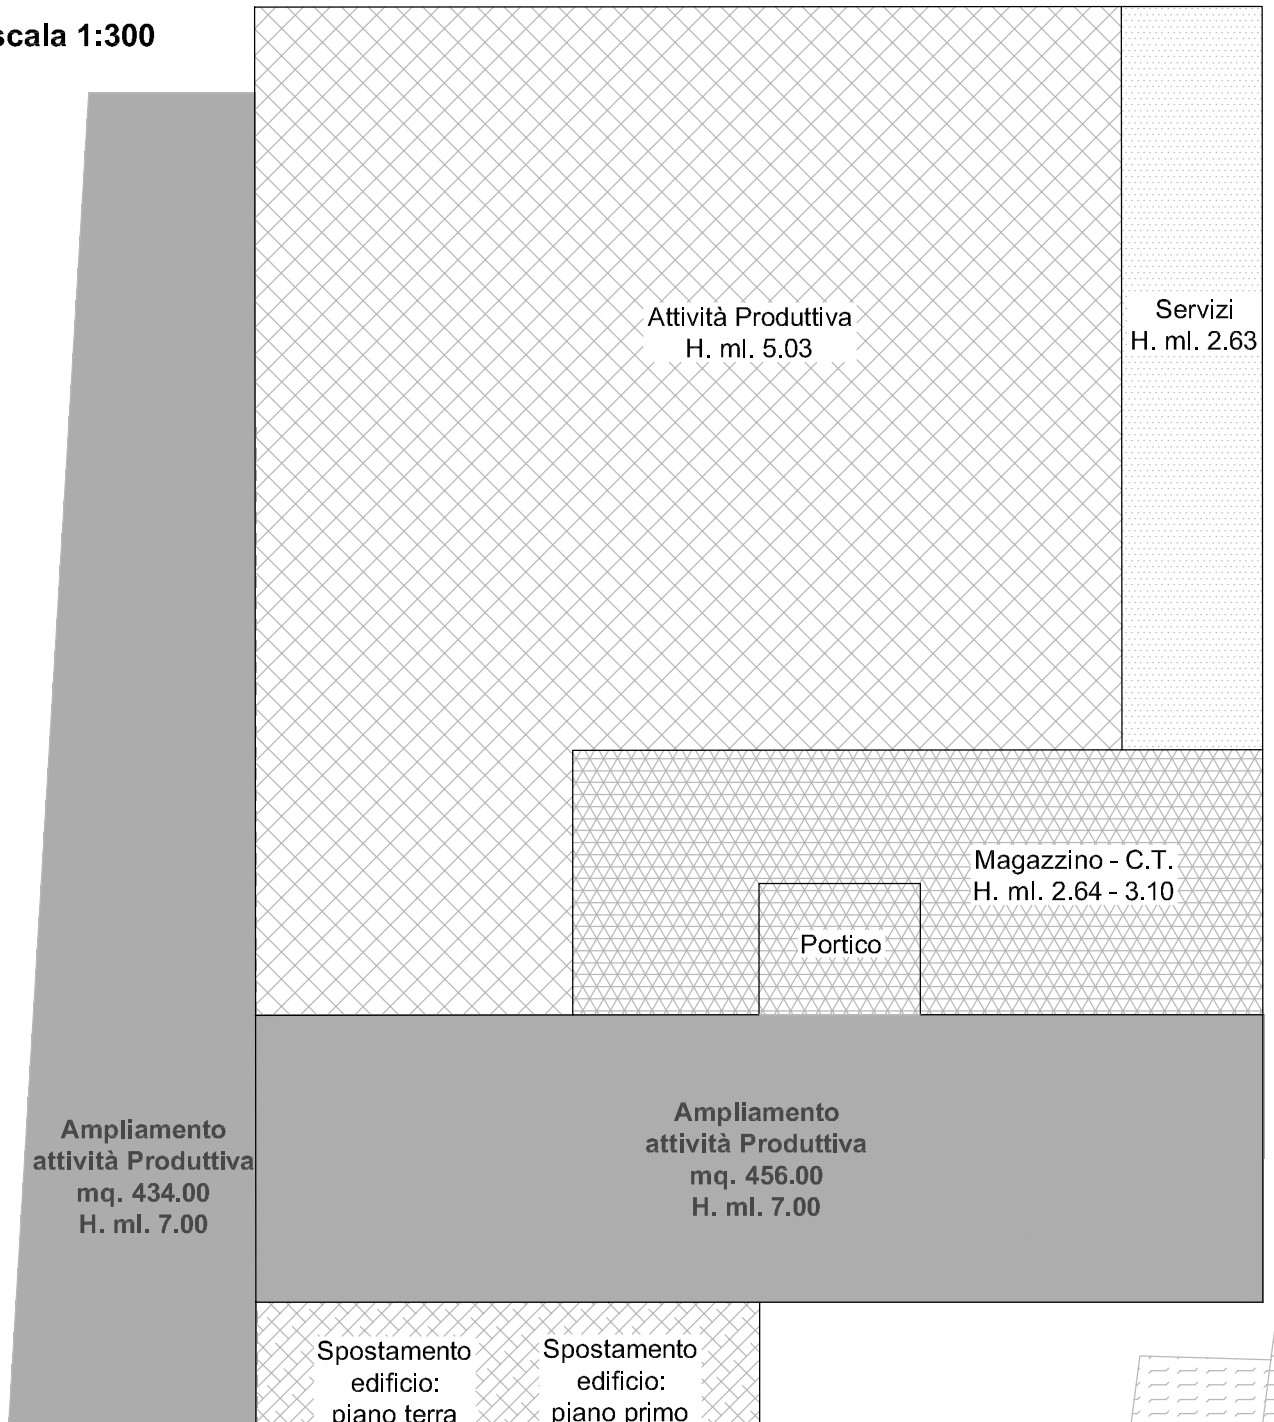 scala 1:300
Attività Produttiva
H. ml. 5.03
Servizi
H. ml. 2.63
Magazzino - C.T.
H. ml. 2.64 - 3.10
Portico
Ampliamento
attività Produttiva
mq. 434.00
H. ml. 7.00
Ampliamento
attività Produttiva
mq. 456.00
H. ml. 7.00
Spostamento
edificio:
piano terra
Spostamento
edificio:
piano primo